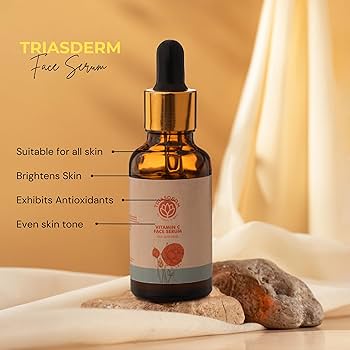 TRIASDERM
Face Serum
Suitable for all skin
Brightens Skin
Exhibits Antioxidants
Even skin tone
VITAMIN C
FACE SERUM